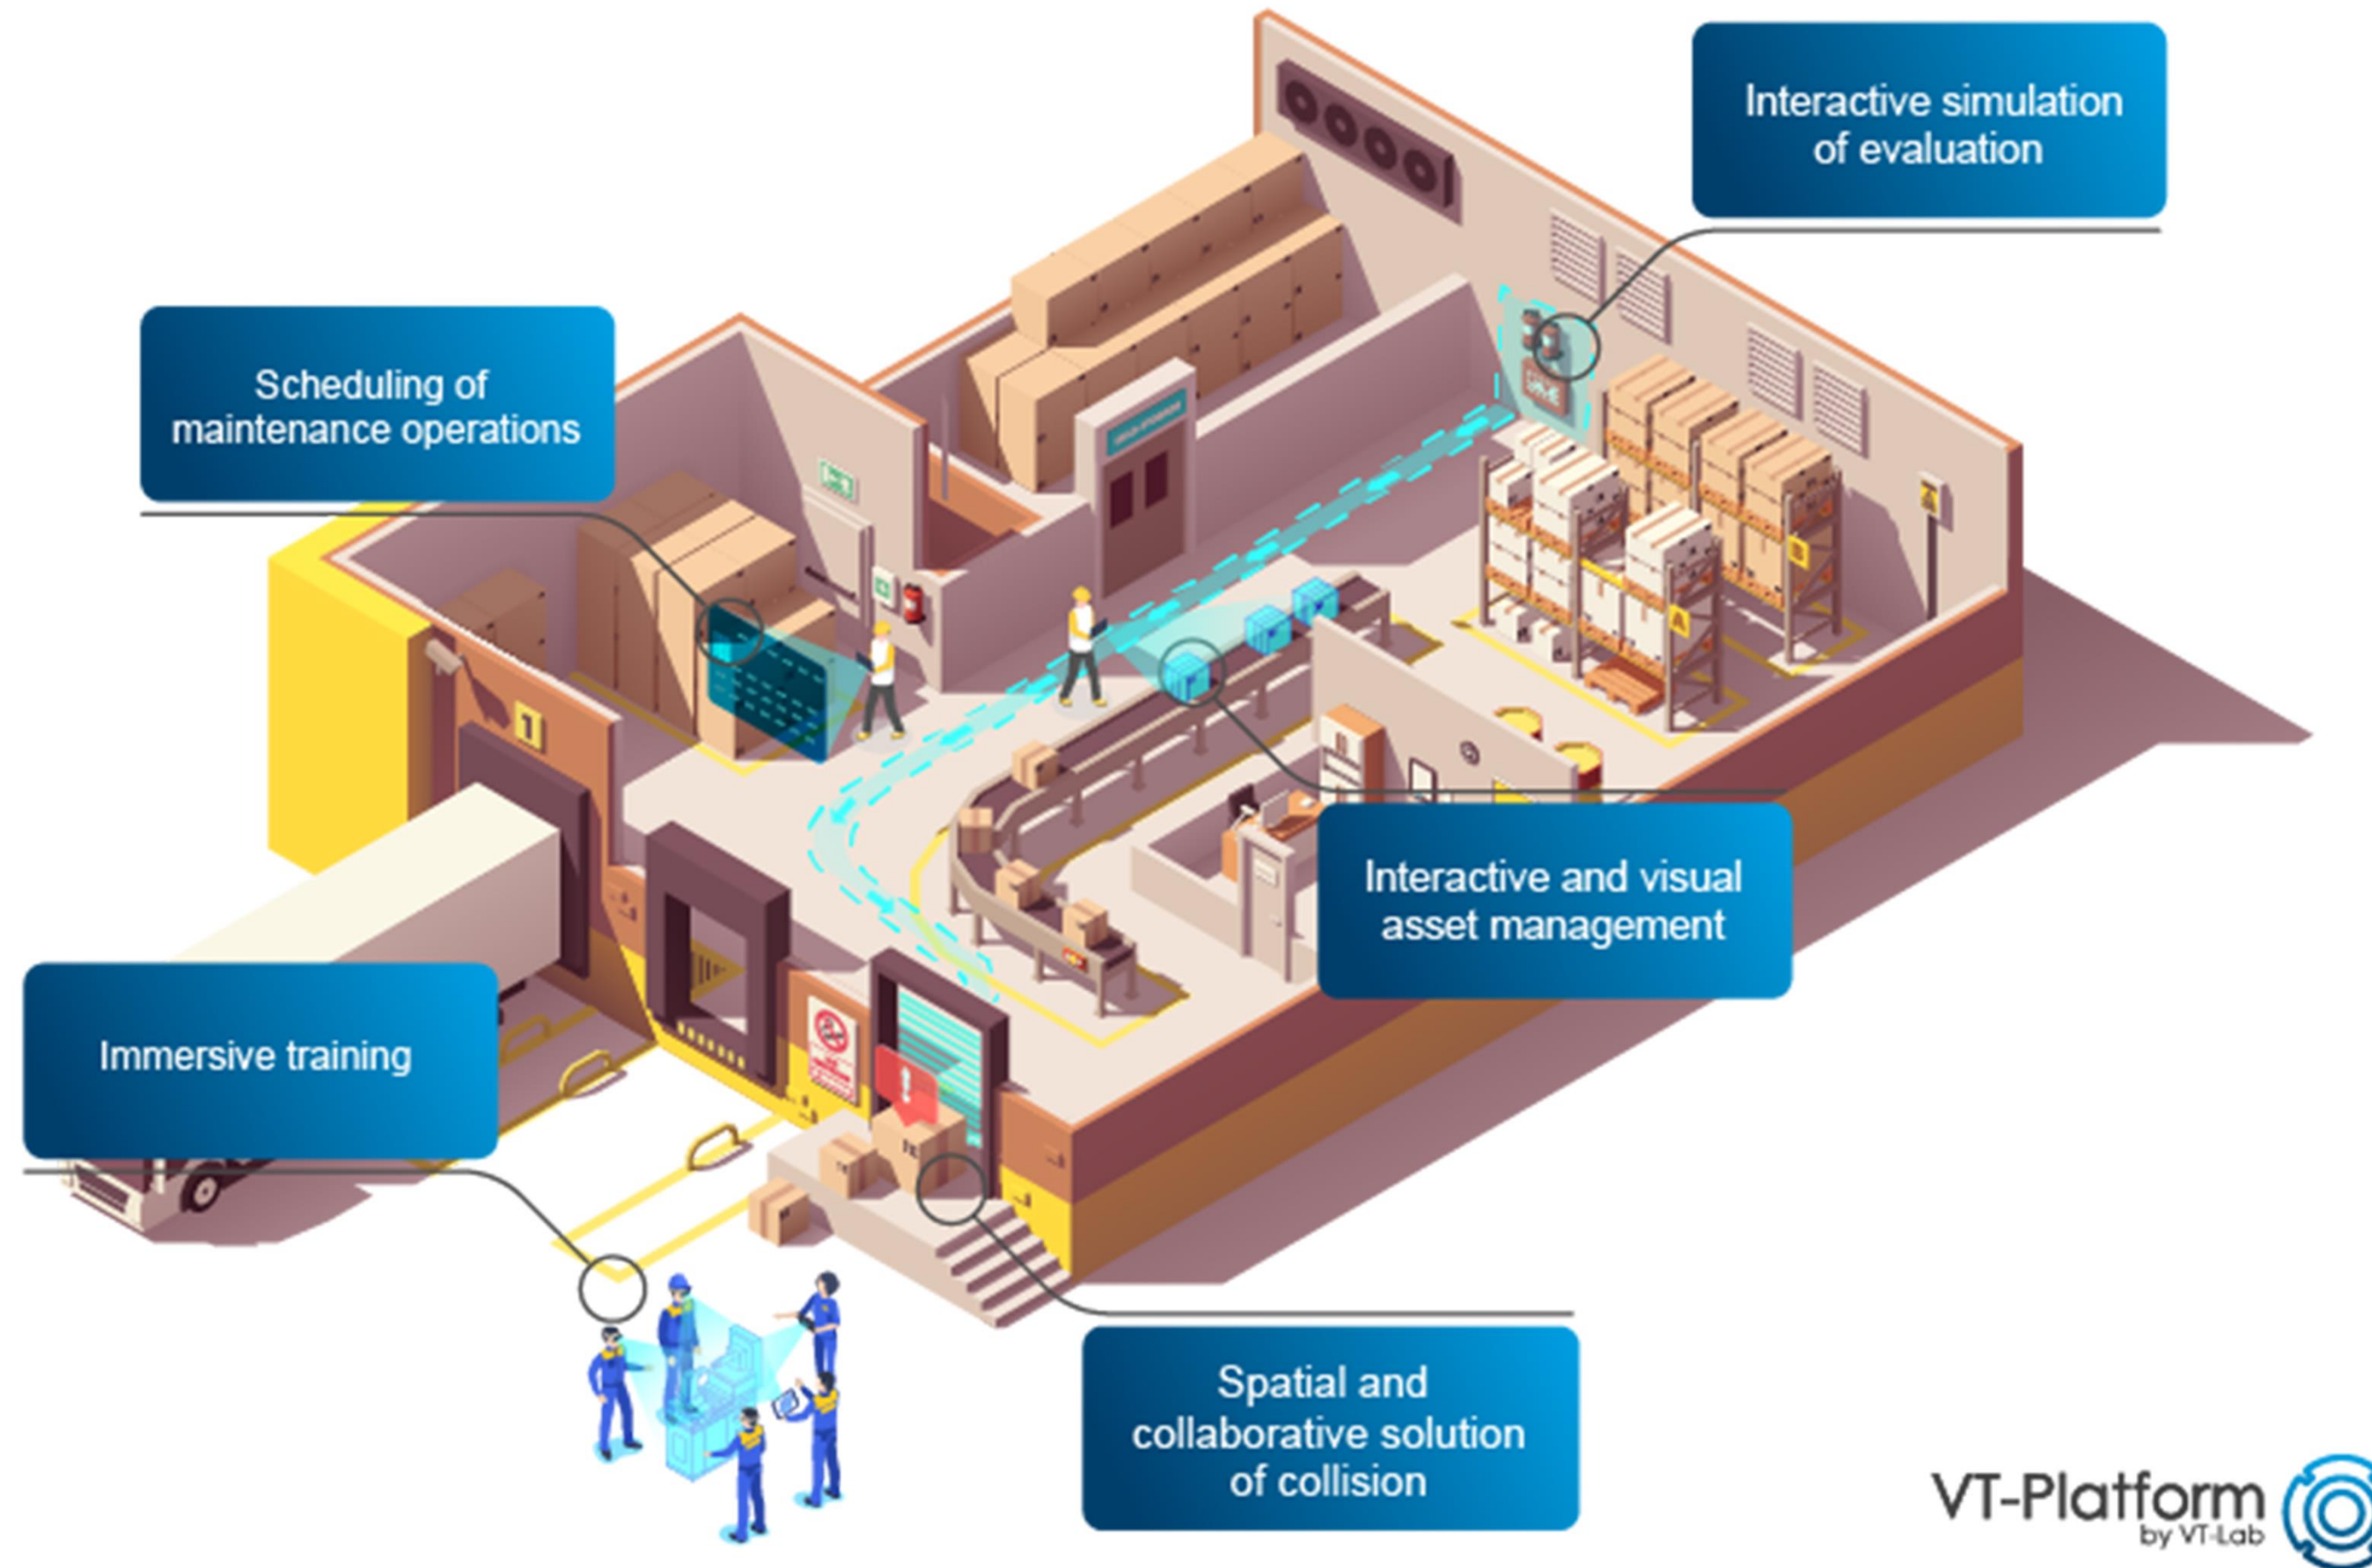 Interactive simulation
of evaluation
Scheduling of
maintenance operations
1
B
A
Interactive and visual
asset management
Immersive training
!
Spatial and
collaborative solution
of collision
VT-Platform
by VT-Lab